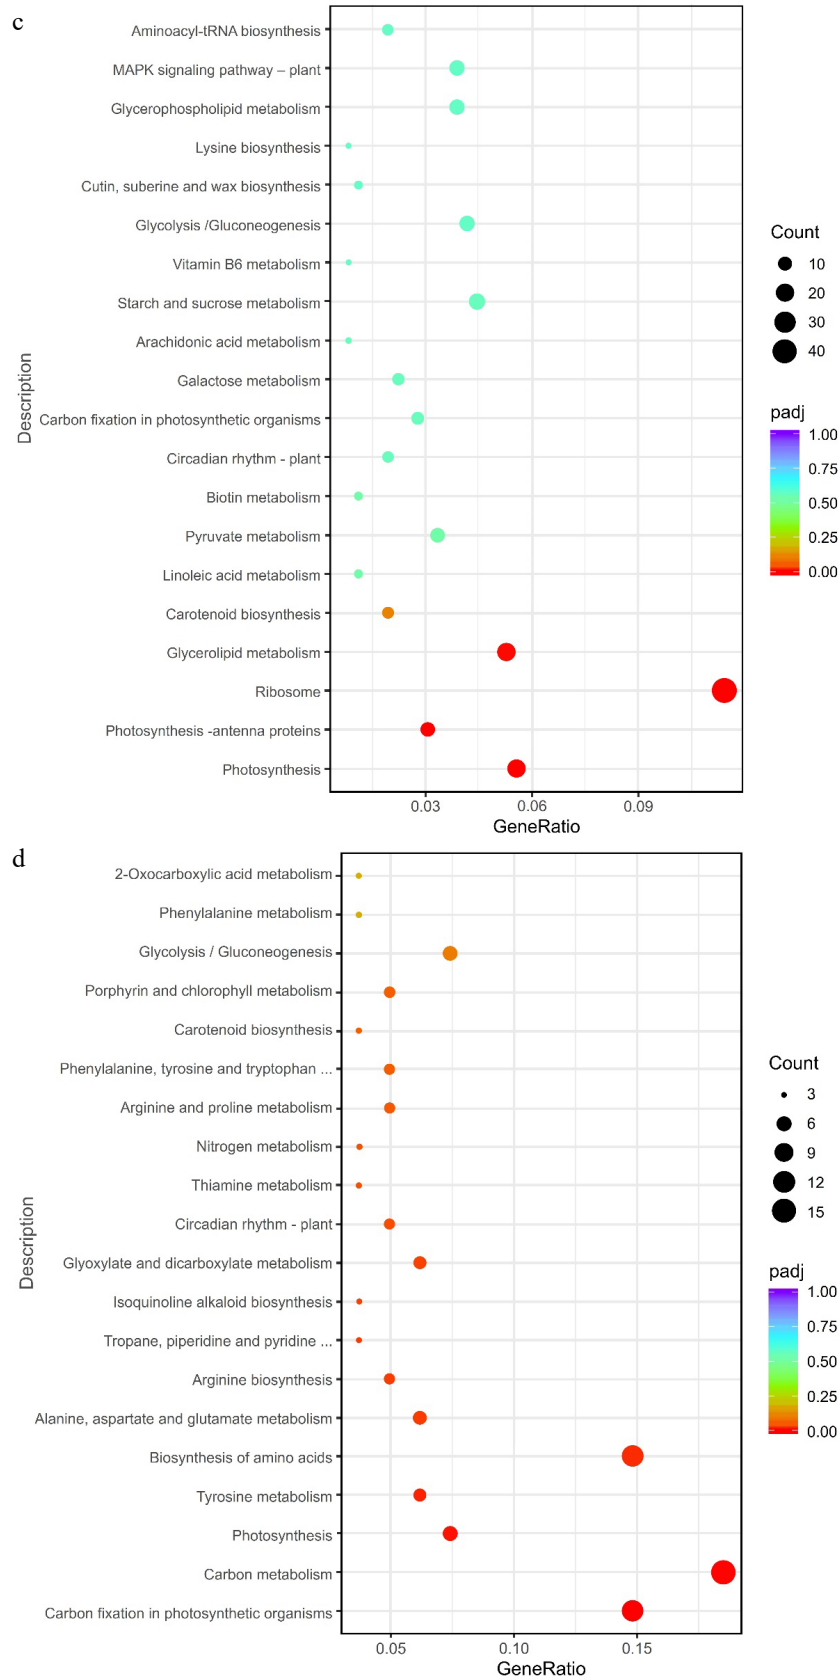 c
Aminoacyl-tRNA biosynthesis
MAPK signaling pathway – plant
Glycerophospholipid metabolism
Lysine biosynthesis
Cutin, suberine and wax biosynthesis
Glycolysis /Gluconeogenesis
Vitamin B6 metabolism
Starch and sucrose metabolism
Arachidonic acid metabolism
Galactose metabolism
Carbon fixation in photosynthetic organisms
Circadian rhythm - plant
Biotin metabolism
Pyruvate metabolism
Linoleic acid metabolism
Carotenoid biosynthesis
Glycerolipid metabolism
Ribosome
Photosynthesis -antenna proteins
Photosynthesis
Description
0.03 0.06 0.09
GeneRatio
Count
10
20
30
40
padj
1.00
0.75
0.50
0.25
0.00
d
2-Oxocarboxylic acid metabolism
Phenylalanine metabolism
Glycolysis / Gluconeogenesis
Porphyrin and chlorophyll metabolism
Carotenoid biosynthesis
Phenylalanine, tyrosine and tryptophan ...
Arginine and proline metabolism
Nitrogen metabolism
Thiamine metabolism
Circadian rhythm - plant
Glyoxylate and dicarboxylate metabolism
Isoquinoline alkaloid biosynthesis
Tropane, piperidine and pyridine ...
Arginine biosynthesis
Alanine, aspartate and glutamate metabolism
Biosynthesis of amino acids
Tyrosine metabolism
Photosynthesis
Carbon metabolism
Carbon fixation in photosynthetic organisms
Description
0.05 0.10 0.15
GeneRatio
Count
3
6
9
12
15
padj
1.00
0.75
0.50
0.25
0.00